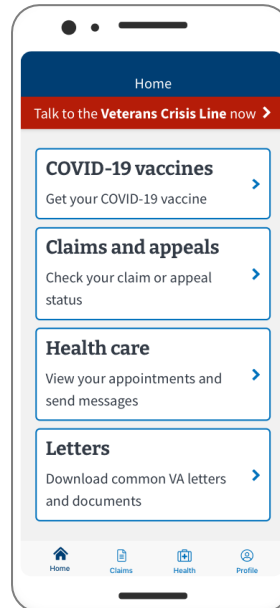 Home
Talk to the Veterans Crisis Line now
COVID-19 vaccines
Get your COVID-19 vaccine
Claims and appeals
Check your claim or appeal
status
Health care
View your appointments and
send messages
Letters
Download common VA letters
and documents
Home Claims Health Profile